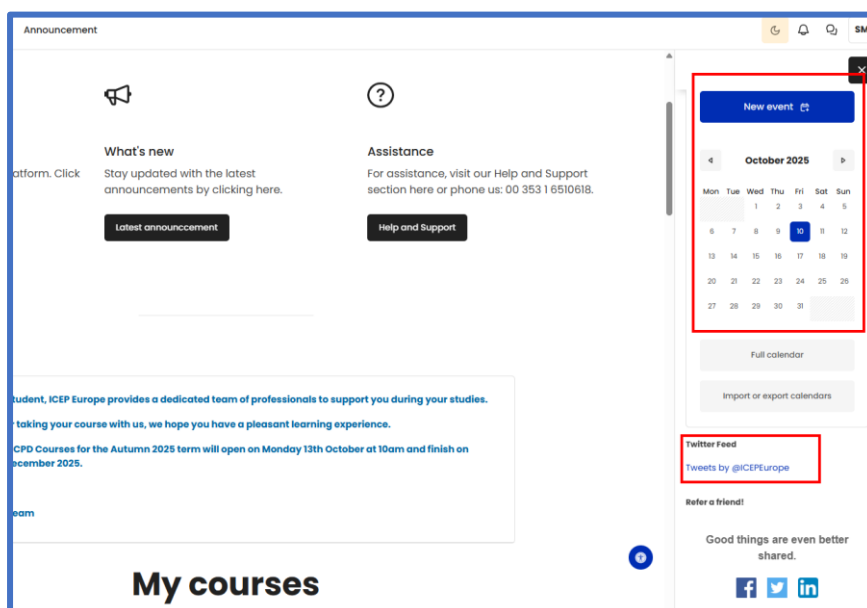 Announcement
SM
What's new
Assistance
atform. Click
Stay updated with the latest
announcements by clicking here.
For assistance, visit our Help and Support
section here or phone us: 00 353 1 6510618.
Latest announccement
Help and Support
tudent, ICEP Europe provides a dedicated team of professionals to support you during your studies.
taking your course with us, we hope you have a pleasant learning experience.
CPD Courses for the Autumn 2025 term will open on Monday 13th October at 10am and finish on
ecember 2025.
eam
My courses
New event
October 2025
Mon Tue Wed Thu Fri Sat Sun
1 2 3 4 5
6 7 8 9 10 11 12
13 14 15 16 17 18 19
20 21 22 23 24 25 26
27 28 29 30 31
Full calendar
Import or export calendars
Twitter Feed
Tweets by @ICEPEurope
Refer a friend!
Good things are even better
shared.